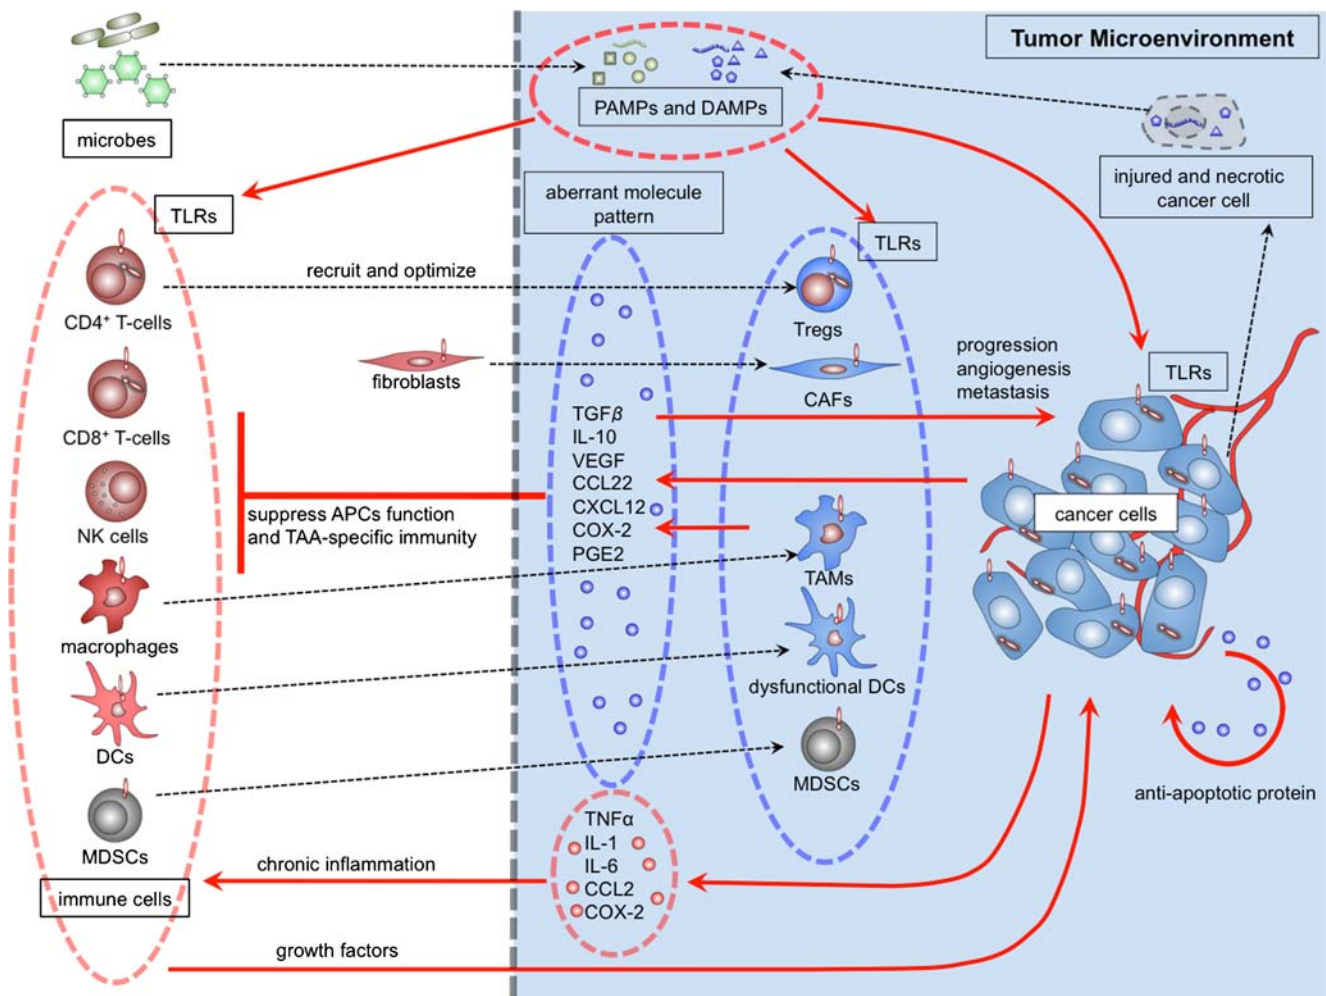 Tumor Microenvironment
PAMPs and DAMPs
microbes
injured and necrotic
cancer cell
aberrant molecule
pattern
TLRs
TLRs
recruit and optimize
CD4⁺ T-cells
Tregs
progression
angiogenesis
metastasis
TLRs
fibroblasts
CAFs
CD8⁺ T-cells
TGFβ
IL-10
VEGF
CCL22
CXCL12
COX-2
PGE2
suppress APCs function
and TAA-specific immunity
cancer cells
NK cells
TAMs
macrophages
dysfunctional DCs
DCs
MDSCs
anti-apoptotic protein
MDSCs
TNFα
IL-1
IL-6
CCL2
COX-2
chronic inflammation
immune cells
growth factors